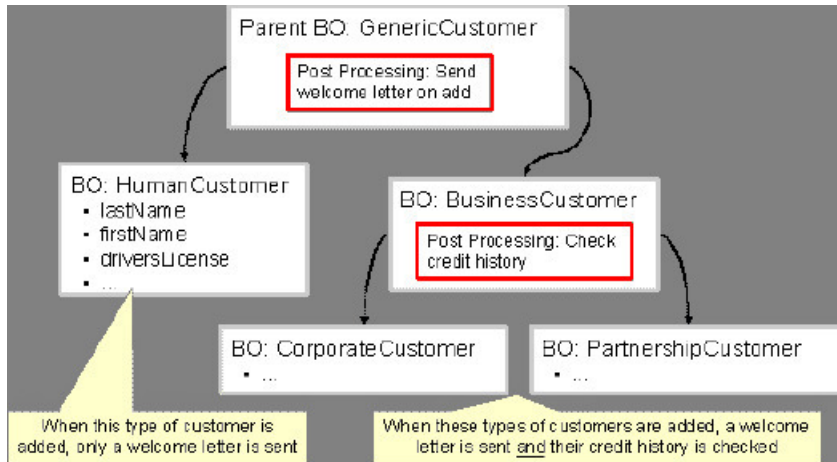 Parent BO: GenericCustomer
Post Processing: Send
welcome letter on add
BO: HumanCustomer
▪ lastName
▪ firstName
▪ driversLicense
▪ ...
BO: BusinessCustomer
Post Processing: Check
credit history
BO: CorporateCustomer
▪ ...
BO: PartnershipCustomer
▪ ...
When this type of customer is
added, only a welcome letter is sent
When these types of customers are added, a welcome
letter is sent and their credit history is checked